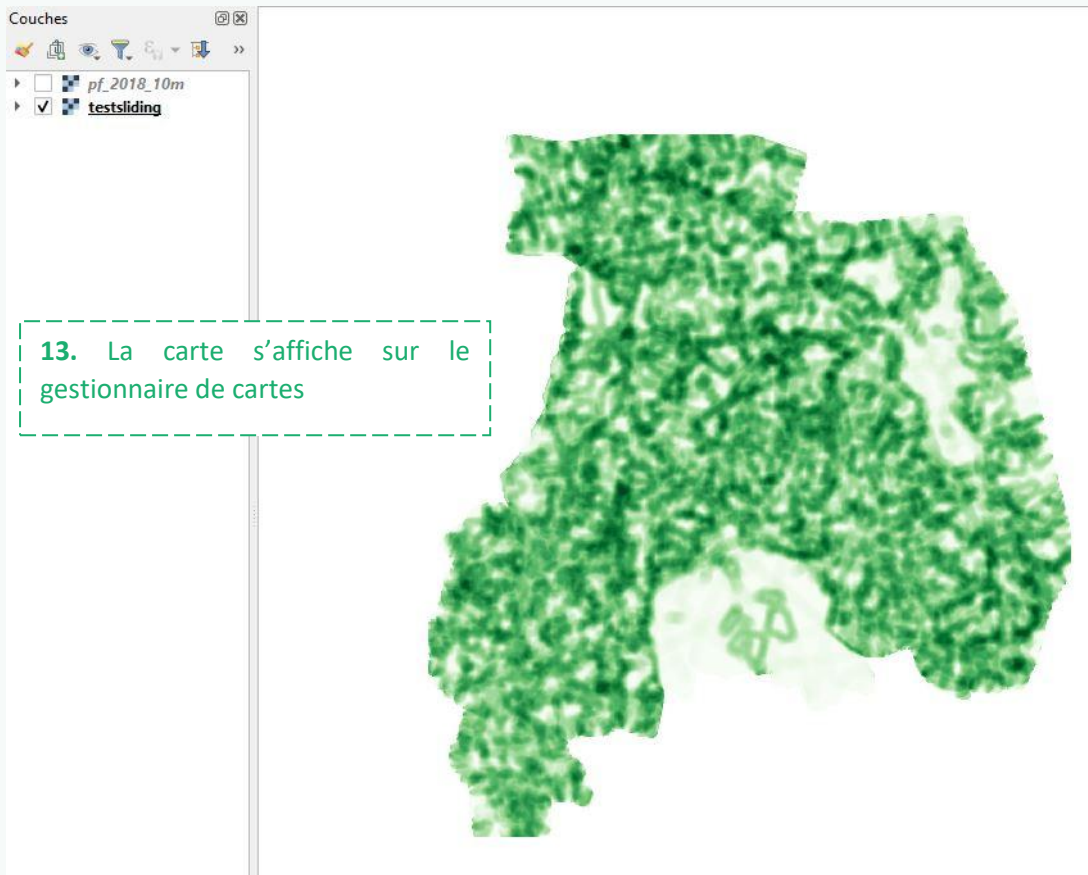 Couches
»
pf_2018_10m
testsliding
13. La carte s’affiche sur le
gestionnaire de cartes